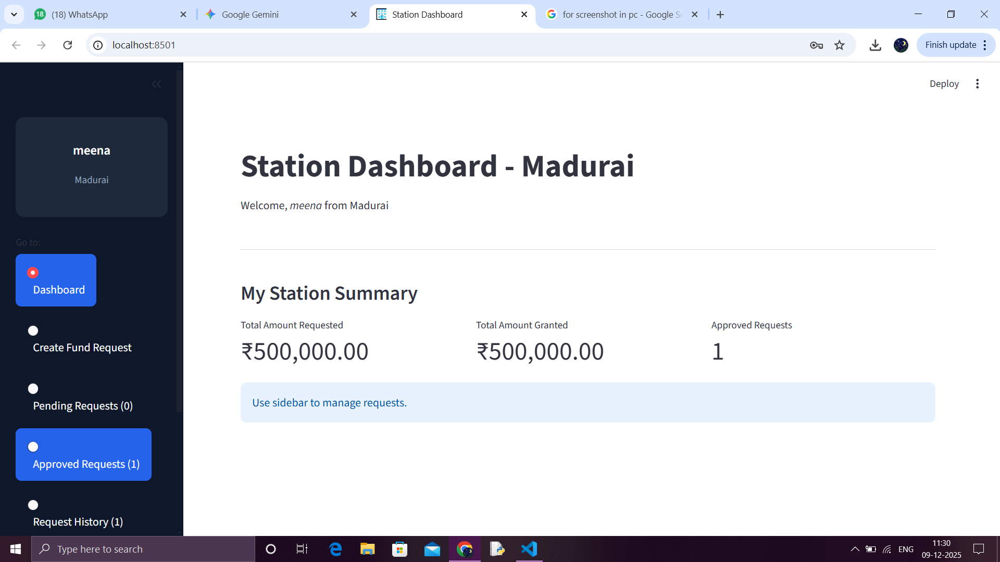 18
(18) WhatsApp
Google Gemini
Station Dashboard
for screenshot in pc - Google Se
localhost:8501
Finish update
Deploy
meena
Madurai
Go to:
Dashboard
Create Fund Request
Pending Requests (0)
Approved Requests (1)
Request History (1)
Station Dashboard - Madurai
Welcome, meena from Madurai
My Station Summary
Total Amount Requested
₹500,000.00
Total Amount Granted
₹500,000.00
Approved Requests
1
Use sidebar to manage requests.
Type here to search
ENG
11:30
09-12-2025